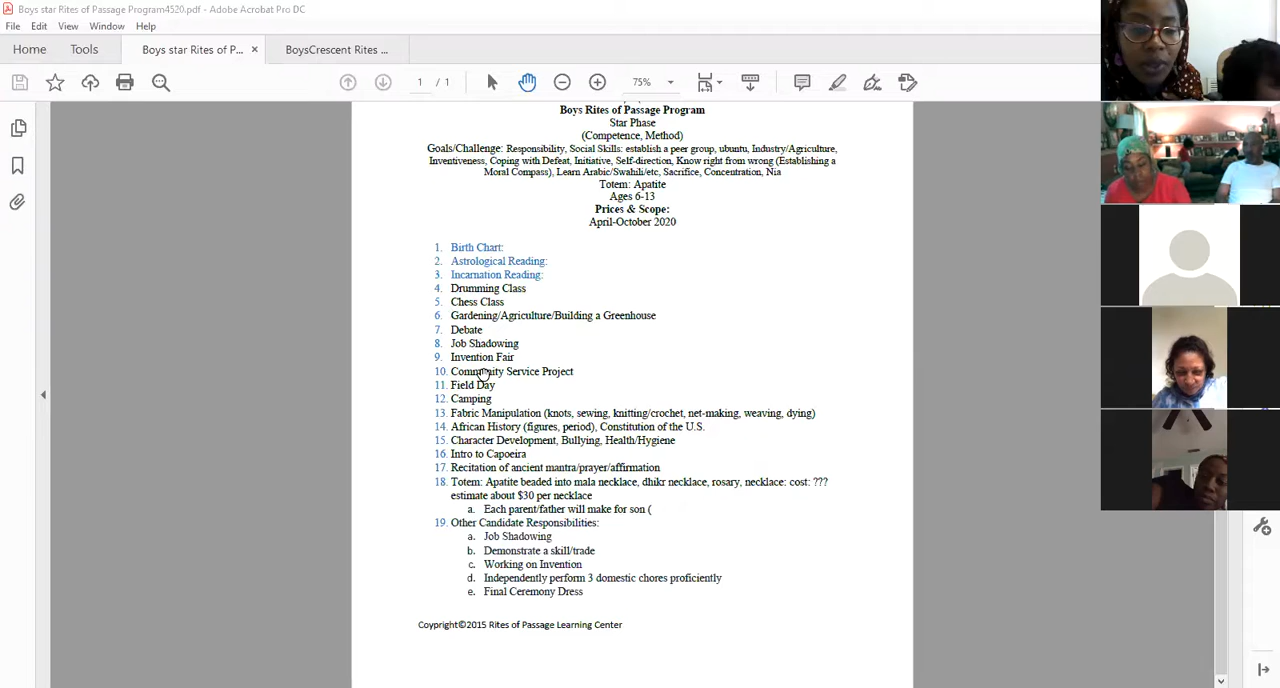 Boys star Rites of Passage Program4520.pdf - Adobe Acrobat Pro DC
File Edit View Window Help
Home Tools Boys star Rites of P... × BoysCrescent Rites ...
1 / 1 75%
Boys Rites of Passage Program
Star Phase
(Competence, Method)
Goals/Challenge: Responsibility, Social Skills: establish a peer group, ubuntu, Industry/Agriculture,
Inventiveness, Coping with Defeat, Initiative, Self-direction, Know right from wrong (Establishing a
Moral Compass), Learn Arabic/Swahili/etc, Sacrifice, Concentration, Nia
Totem: Apatite
Ages 6-13
Prices & Scope:
April-October 2020
1. Birth Chart:
2. Astrological Reading:
3. Incarnation Reading:
4. Drumming Class
5. Chess Class
6. Gardening/Agriculture/Building a Greenhouse
7. Debate
8. Job Shadowing
9. Invention Fair
10. Community Service Project
11. Field Day
12. Camping
13. Fabric Manipulation (knots, sewing, knitting/crochet, net-making, weaving, dying)
14. African History (figures, period), Constitution of the U.S.
15. Character Development, Bullying, Health/Hygiene
16. Intro to Capoeira
17. Recitation of ancient mantra/prayer/affirmation
18. Totem: Apatite beaded into mala necklace, dhikr necklace, rosary, necklace: cost: ???
estimate about $30 per necklace
a. Each parent/father will make for son (
19. Other Candidate Responsibilities:
a. Job Shadowing
b. Demonstrate a skill/trade
c. Working on Invention
d. Independently perform 3 domestic chores proficiently
e. Final Ceremony Dress
Coypright©2015 Rites of Passage Learning Center